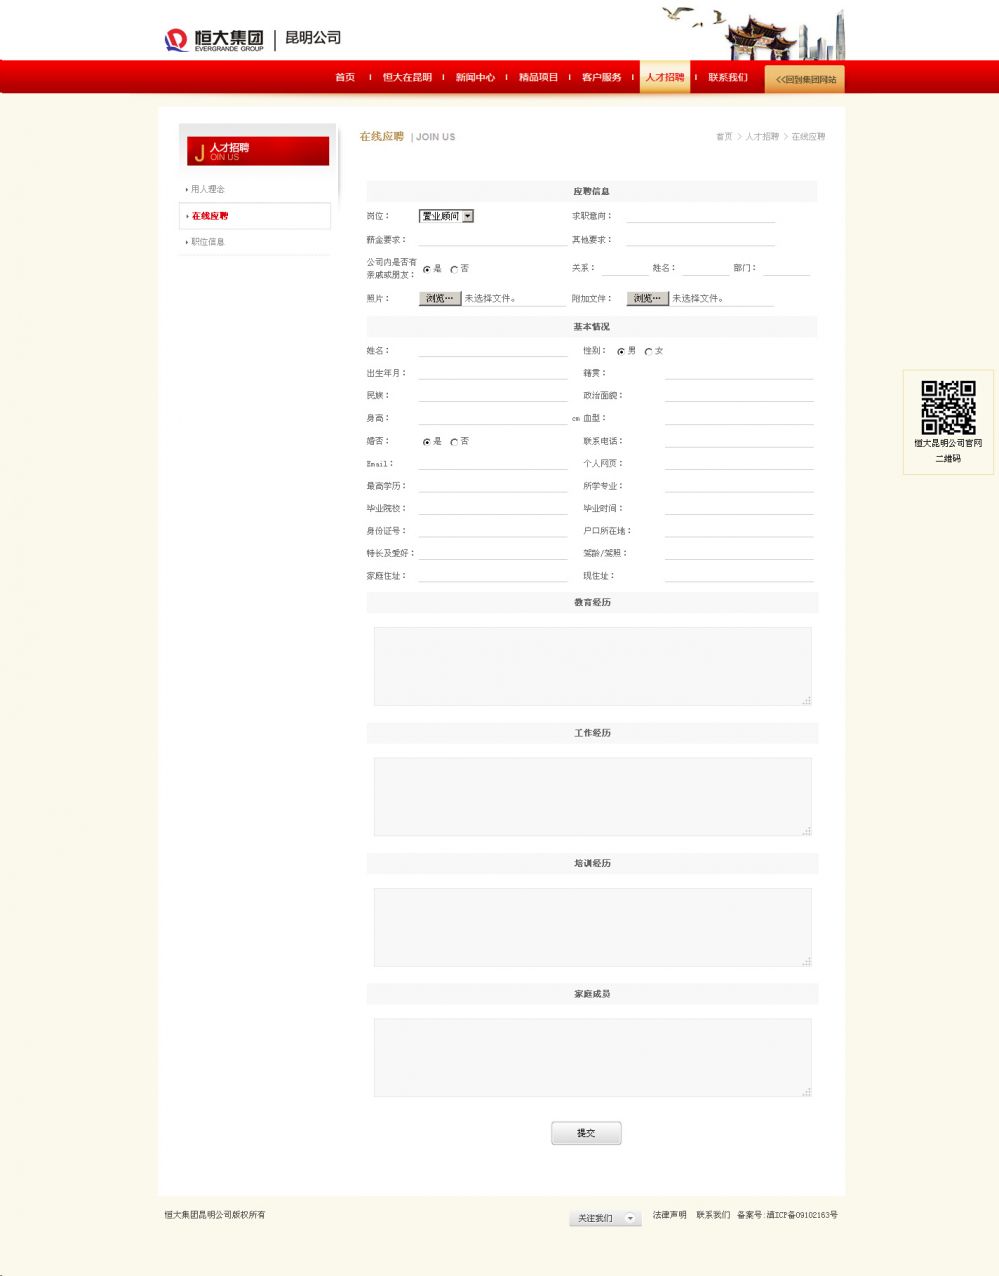 恒大集团 EVERGRANDE GROUP 昆明公司
首页 恒大在昆明 新闻中心 精品项目 客户服务 人才招聘 联系我们 <<回到集团网站
人才招聘
JOIN US
用人理念
在线应聘
职位信息
在线应聘 | JOIN US
首页 > 人才招聘 > 在线应聘
应聘信息
岗位： 置业顾问 求职意向：
薪金要求： 其他要求：
公司内是否有亲戚或朋友： 是 否 关系： 姓名： 部门：
照片： 浏览… 未选择文件。 附加文件： 浏览… 未选择文件。
基本情况
姓名： 性别： 男 女
出生年月： 籍贯：
民族： 政治面貌：
身高： cm 血型：
婚否： 是 否 联系电话：
Email： 个人网页：
最高学历： 所学专业：
毕业院校： 毕业时间：
身份证号： 户口所在地：
特长及爱好： 驾龄/驾照：
家庭住址： 现住址：
教育经历
工作经历
培训经历
家庭成员
提交
恒大昆明公司官网
二维码
恒大集团昆明公司版权所有
关注我们 法律声明 联系我们 备案号:滇ICP备09102163号